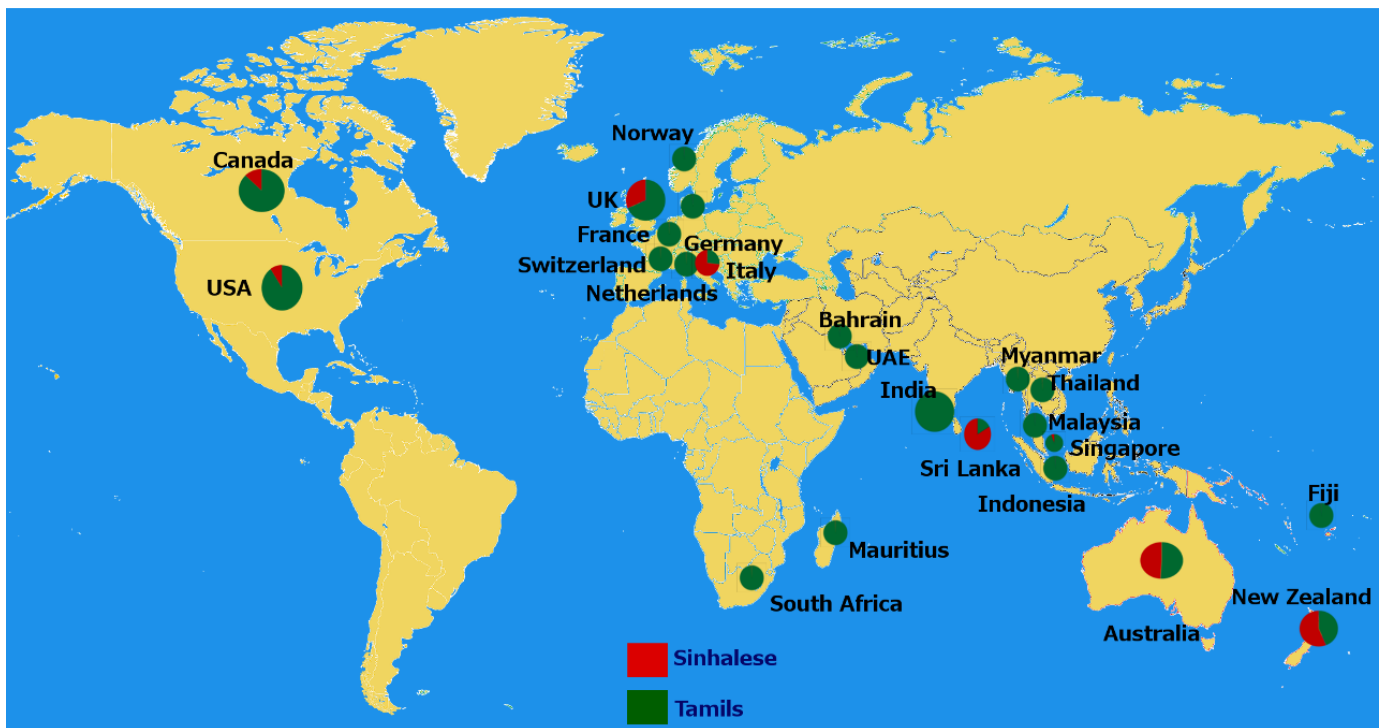 Norway
Canada
UK
France
Germany
Switzerland
Italy
USA
Netherlands
Bahrain
UAE
Myanmar
Thailand
India
Malaysia
Singapore
Sri Lanka
Indonesia
Fiji
Mauritius
South Africa
New Zealand
Australia
Sinhalese
Tamils